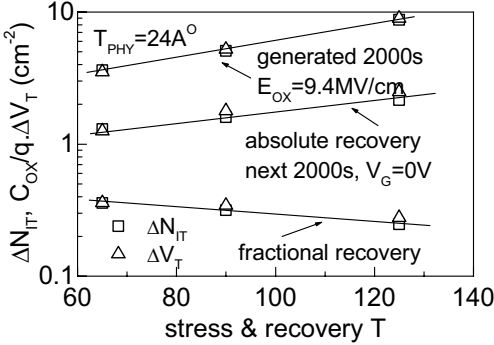 10
1
0.1
ΔN_IT, C_OX/q.ΔV_T (cm^-2)
T_PHY=24A^O
generated 2000s
E_OX=9.4MV/cm
absolute recovery
next 2000s, V_G=0V
ΔN_IT
ΔV_T
fractional recovery
60 80 100 120 140
stress & recovery T